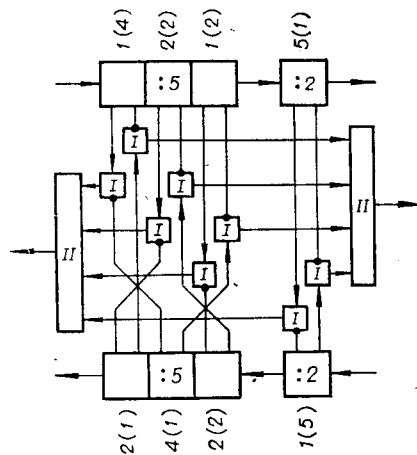 1(4) 2(2) 1(2) 5(1)
:5 :2
I
I I
II II
I I
I I
I
:5 :2
2(1) 4(1) 2(2) 1(5)